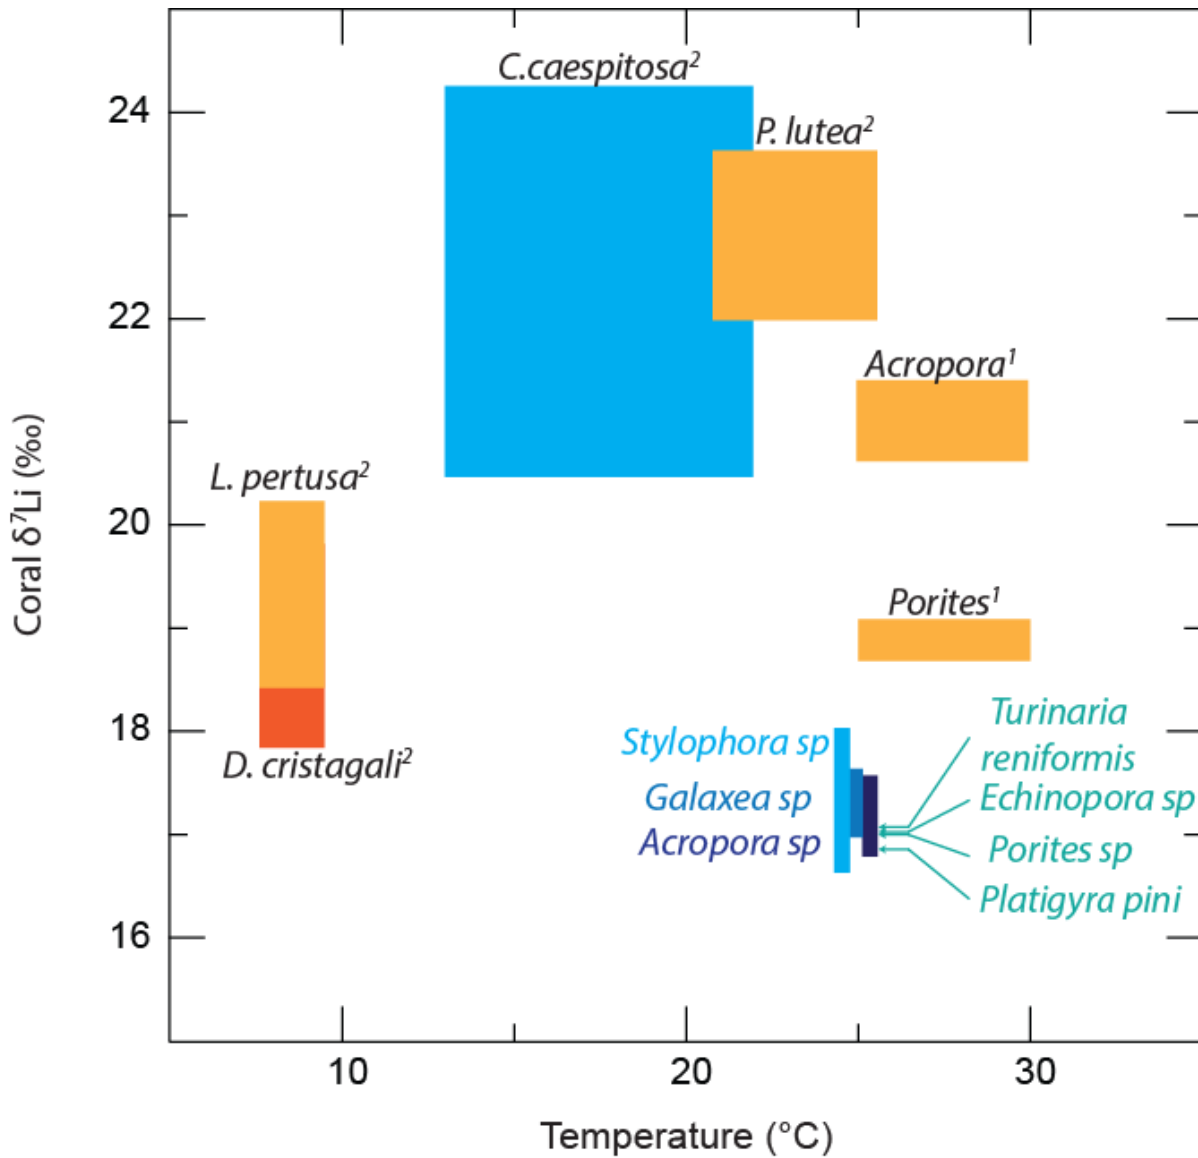 C.caespitosa²
24
P. lutea²
22
Acropora¹
Coral δ⁷Li (‰)
L. pertusa²
20
Porites¹
18
Turinaria
reniformis
Stylophora sp
D. cristagali²
Galaxea sp
Echinopora sp
Acropora sp
Porites sp
Platigyra pini
16
10
20
30
Temperature (°C)